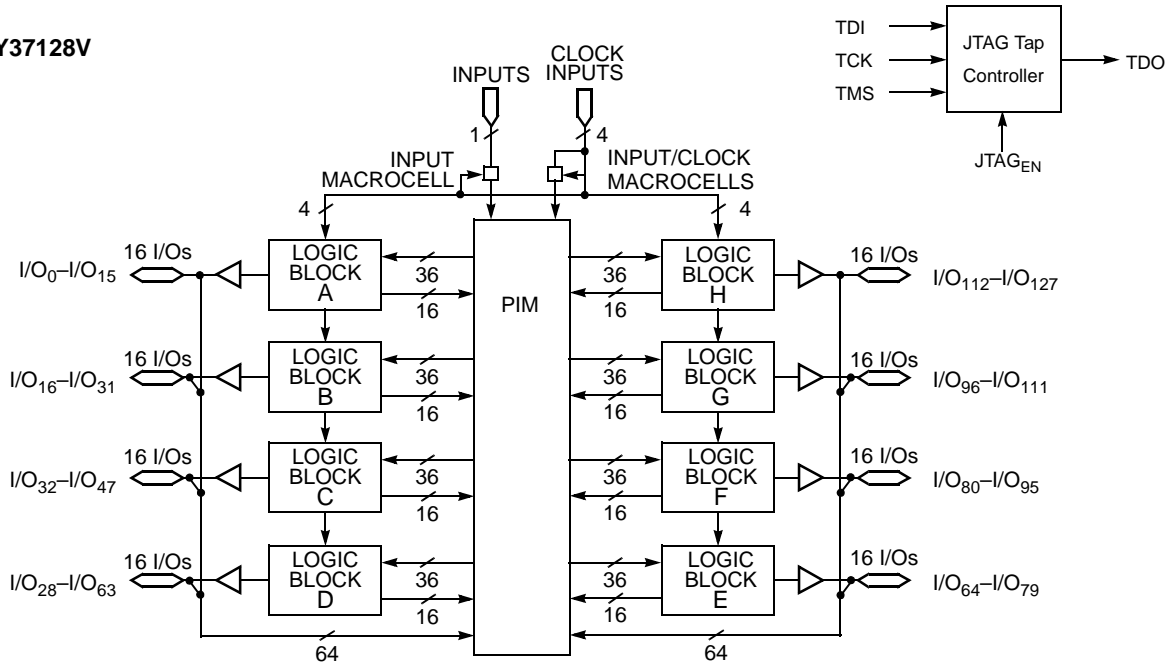 Y37128V
TDI
TCK
TMS
JTAG Tap
Controller
TDO
JTAG_EN
INPUTS
CLOCK
INPUTS
1
4
INPUT
MACROCELL
INPUT/CLOCK
MACROCELLS
4
4
PIM
I/O0–I/O15
16 I/Os
LOGIC
BLOCK
A
36
16
36
16
LOGIC
BLOCK
H
16 I/Os
I/O112–I/O127
I/O16–I/O31
16 I/Os
LOGIC
BLOCK
B
36
16
36
16
LOGIC
BLOCK
G
16 I/Os
I/O96–I/O111
I/O32–I/O47
16 I/Os
LOGIC
BLOCK
C
36
16
36
16
LOGIC
BLOCK
F
16 I/Os
I/O80–I/O95
I/O28–I/O63
16 I/Os
LOGIC
BLOCK
D
36
16
36
16
LOGIC
BLOCK
E
16 I/Os
I/O64–I/O79
64
64